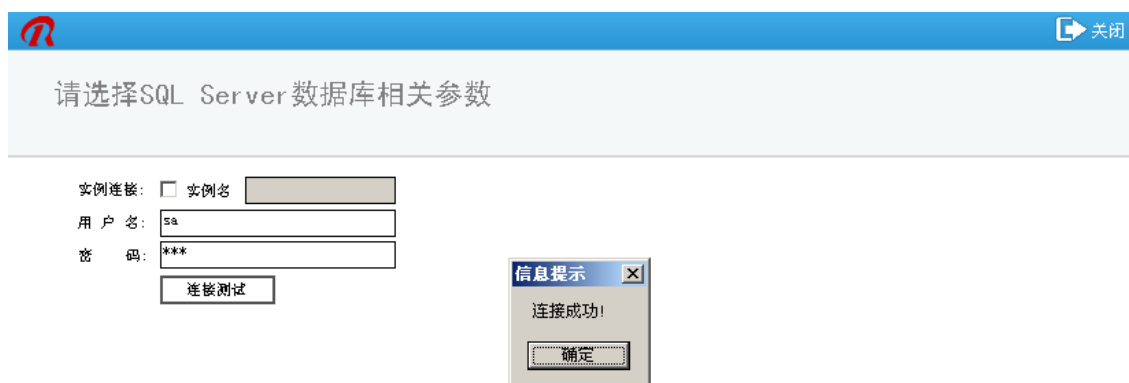 关闭
请选择SQL Server数据库相关参数
实例连接: 实例名
用 户 名: sa
密 码: ***
连接测试
信息提示
连接成功!
确定